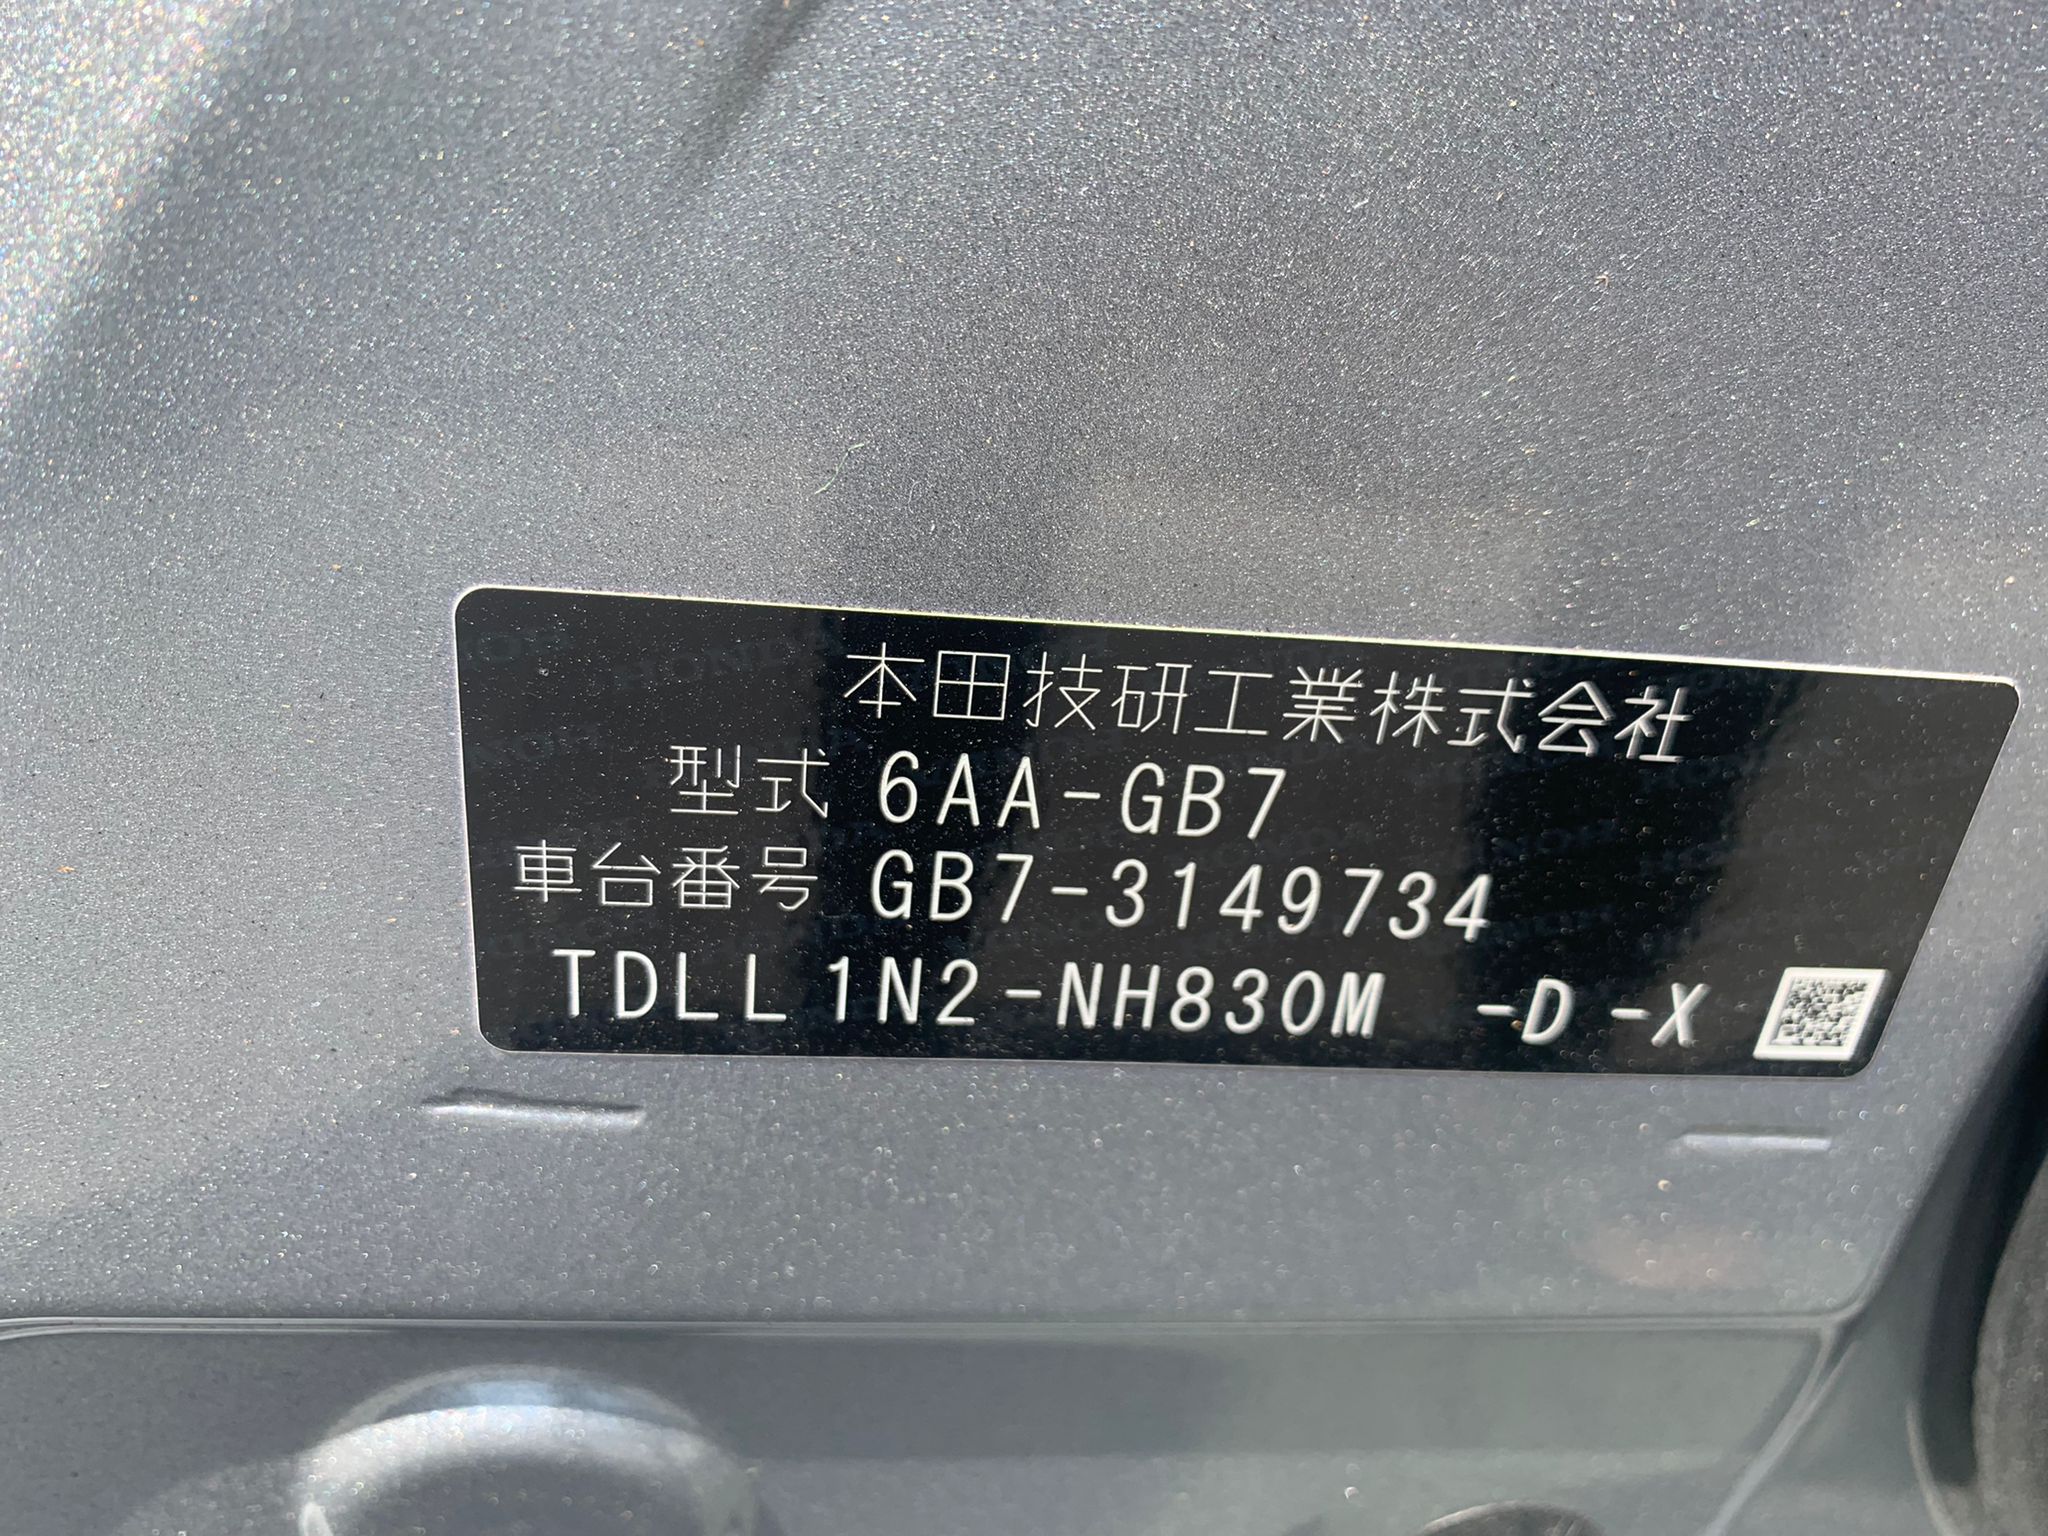 本田技研工業株式会社
型式 6AA-GB7
車台番号 GB7-3149734
TDLL1N2-NH830M -D -X